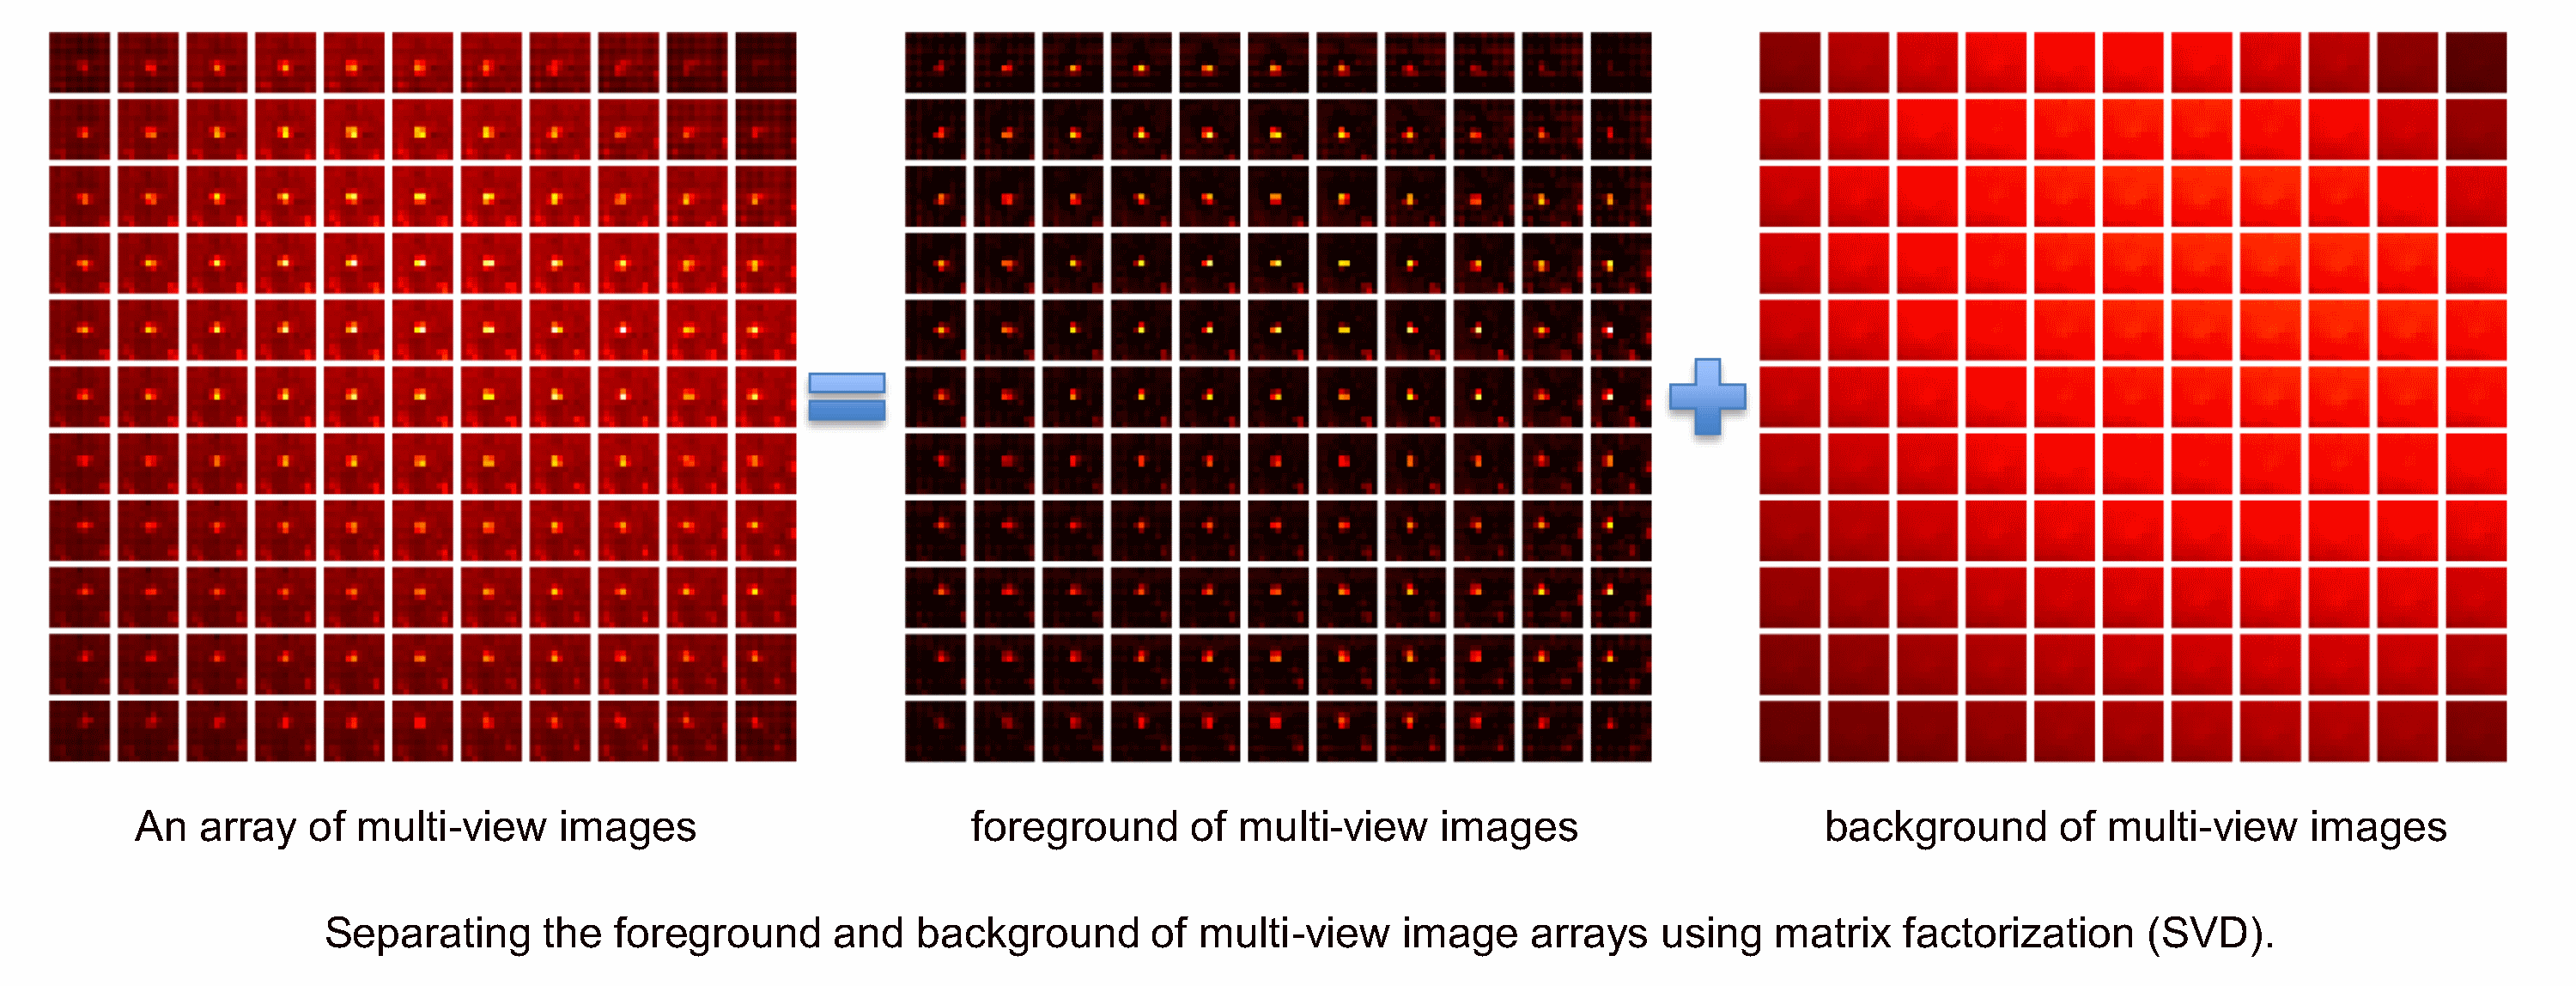 An array of multi-view images
foreground of multi-view images
background of multi-view images
Separating the foreground and background of multi-view image arrays using matrix factorization (SVD).